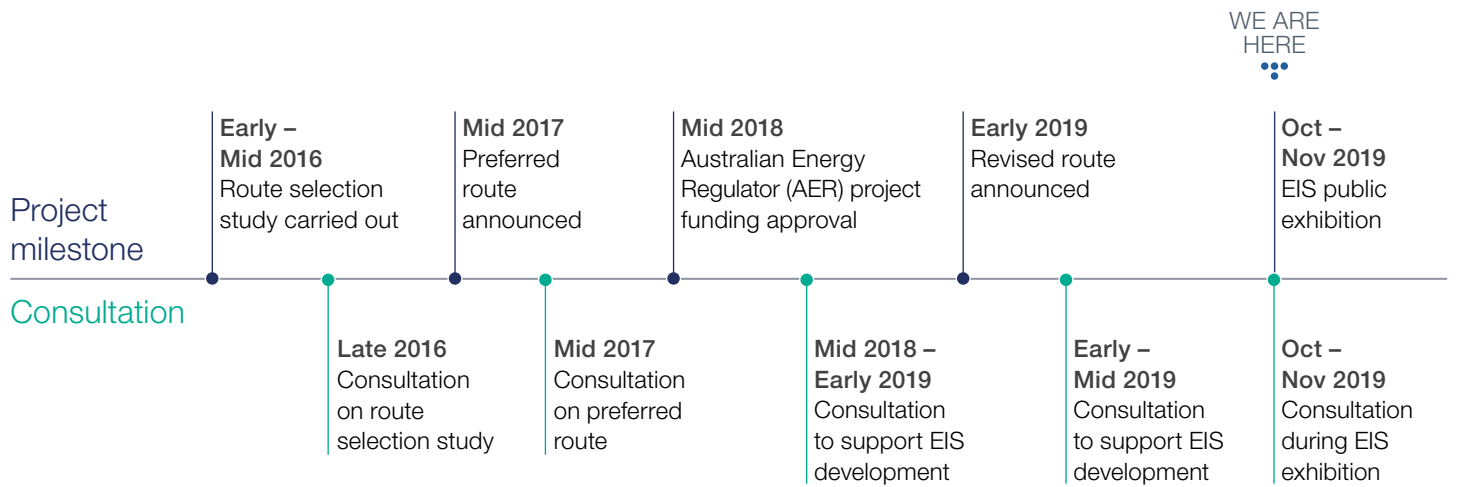 WE ARE
HERE
Early –
Mid 2016
Route selection
study carried out
Mid 2017
Preferred
route
announced
Mid 2018
Australian Energy
Regulator (AER) project
funding approval
Early 2019
Revised route
announced
Oct –
Nov 2019
EIS public
exhibition
Project
milestone
Consultation
Late 2016
Consultation
on route
selection study
Mid 2017
Consultation
on preferred
route
Mid 2018 –
Early 2019
Consultation
to support EIS
development
Early –
Mid 2019
Consultation
to support EIS
development
Oct –
Nov 2019
Consultation
during EIS
exhibition